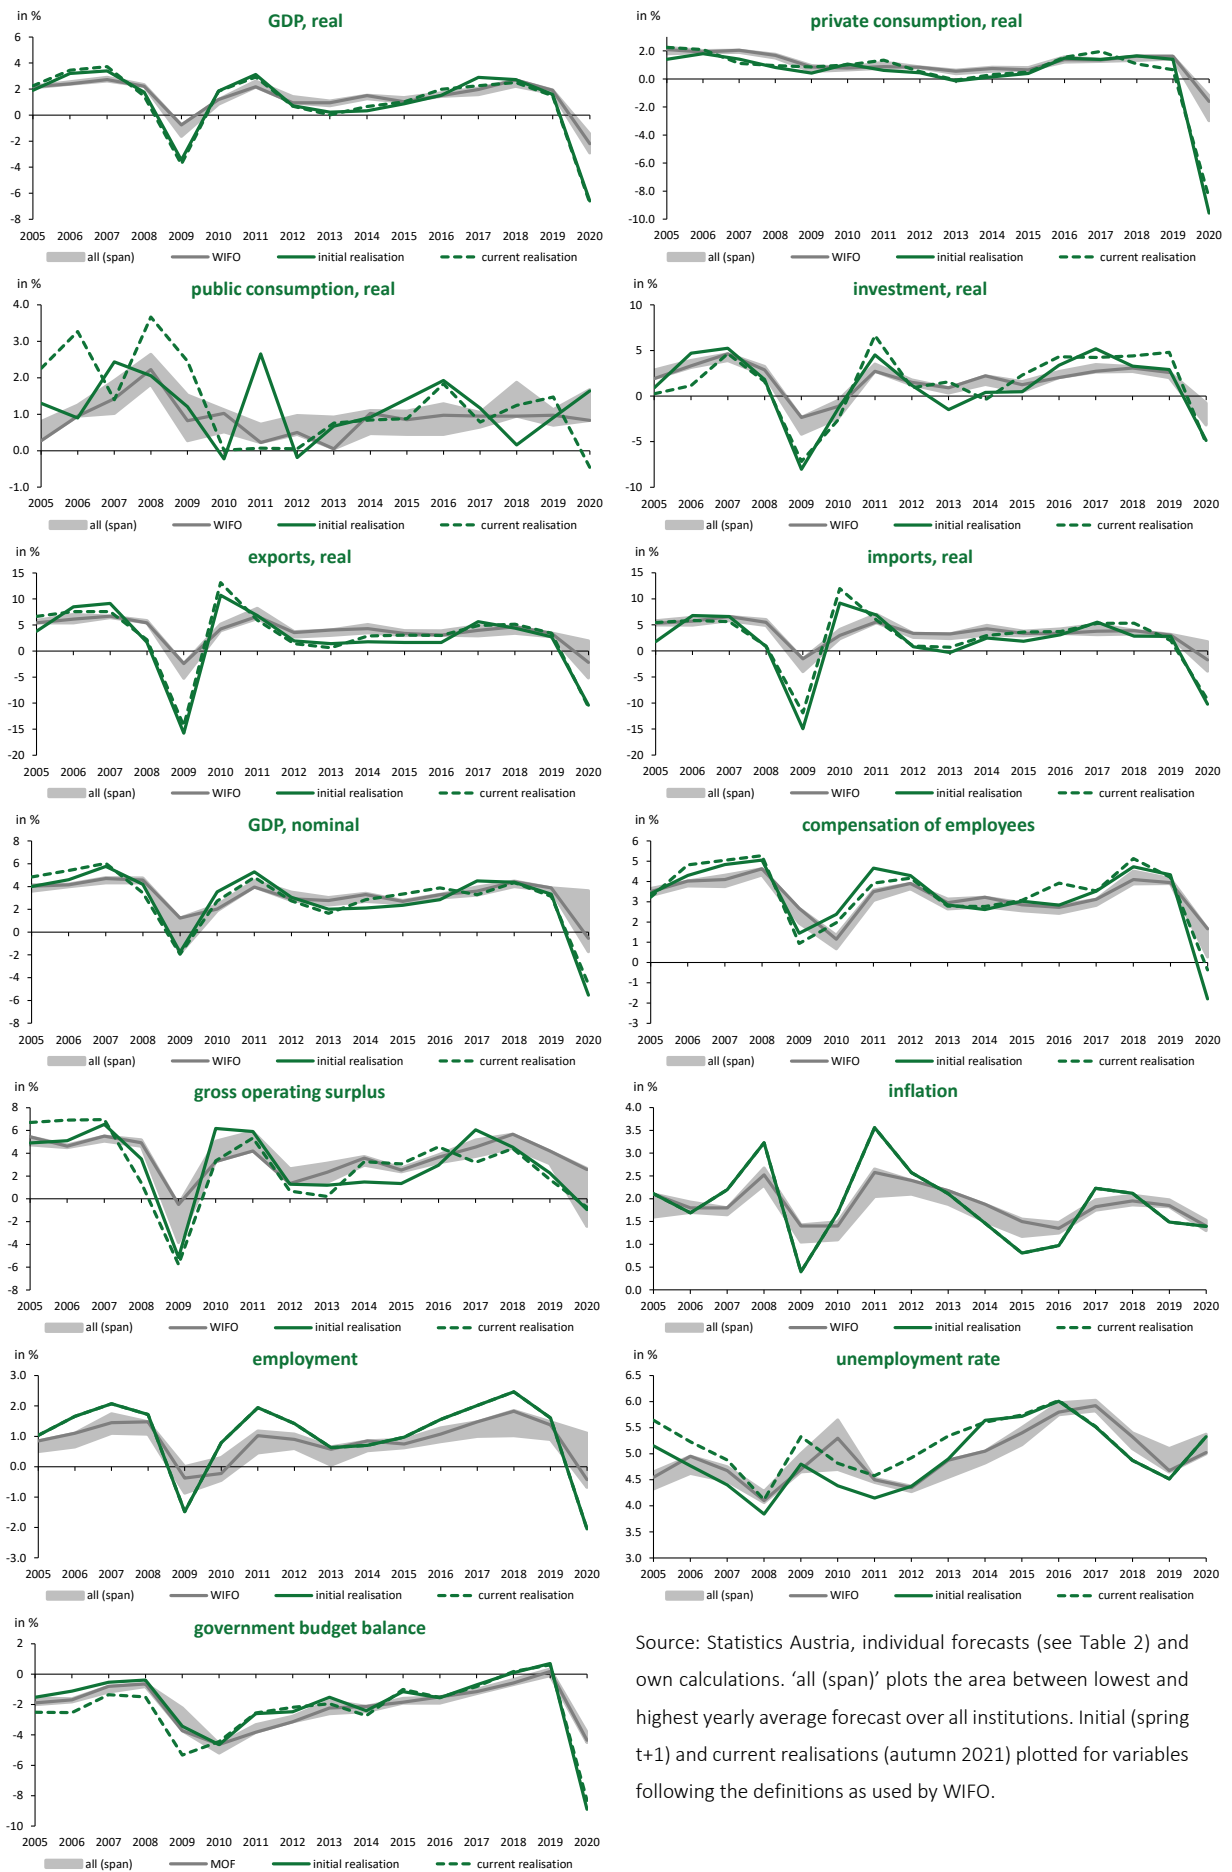 in %
GDP, real
6
4
2
0
-2
-4
-6
-8
2005 2006 2007 2008 2009 2010 2011 2012 2013 2014 2015 2016 2017 2018 2019 2020
all (span) WIFO initial realisation current realisation
in %
private consumption, real
2.0
0.0
-2.0
-4.0
-6.0
-8.0
-10.0
2005 2006 2007 2008 2009 2010 2011 2012 2013 2014 2015 2016 2017 2018 2019 2020
all (span) WIFO initial realisation current realisation
in %
public consumption, real
4.0
3.0
2.0
1.0
0.0
-1.0
2005 2006 2007 2008 2009 2010 2011 2012 2013 2014 2015 2016 2017 2018 2019 2020
all (span) WIFO initial realisation current realisation
in %
investment, real
10
5
0
-5
-10
2005 2006 2007 2008 2009 2010 2011 2012 2013 2014 2015 2016 2017 2018 2019 2020
all (span) WIFO initial realisation current realisation
in %
exports, real
15
10
5
0
-5
-10
-15
-20
2005 2006 2007 2008 2009 2010 2011 2012 2013 2014 2015 2016 2017 2018 2019 2020
all (span) WIFO initial realisation current realisation
in %
imports, real
15
10
5
0
-5
-10
-15
-20
2005 2006 2007 2008 2009 2010 2011 2012 2013 2014 2015 2016 2017 2018 2019 2020
all (span) WIFO initial realisation current realisation
in %
GDP, nominal
8
6
4
2
0
-2
-4
-6
-8
2005 2006 2007 2008 2009 2010 2011 2012 2013 2014 2015 2016 2017 2018 2019 2020
all (span) WIFO initial realisation current realisation
in %
compensation of employees
6
5
4
3
2
1
0
-1
-2
-3
2005 2006 2007 2008 2009 2010 2011 2012 2013 2014 2015 2016 2017 2018 2019 2020
all (span) WIFO initial realisation current realisation
in %
gross operating surplus
8
6
4
2
0
-2
-4
-6
-8
2005 2006 2007 2008 2009 2010 2011 2012 2013 2014 2015 2016 2017 2018 2019 2020
all (span) WIFO initial realisation current realisation
in %
inflation
4.0
3.5
3.0
2.5
2.0
1.5
1.0
0.5
0.0
2005 2006 2007 2008 2009 2010 2011 2012 2013 2014 2015 2016 2017 2018 2019 2020
all (span) WIFO initial realisation current realisation
in %
employment
3.0
2.0
1.0
0.0
-1.0
-2.0
-3.0
2005 2006 2007 2008 2009 2010 2011 2012 2013 2014 2015 2016 2017 2018 2019 2020
all (span) WIFO initial realisation current realisation
in %
unemployment rate
6.5
6.0
5.5
5.0
4.5
4.0
3.5
3.0
2005 2006 2007 2008 2009 2010 2011 2012 2013 2014 2015 2016 2017 2018 2019 2020
all (span) WIFO initial realisation current realisation
in %
government budget balance
2
0
-2
-4
-6
-8
-10
2005 2006 2007 2008 2009 2010 2011 2012 2013 2014 2015 2016 2017 2018 2019 2020
all (span) MOF initial realisation current realisation
Source: Statistics Austria, individual forecasts (see Table 2) and
own calculations. ‘all (span)’ plots the area between lowest and
highest yearly average forecast over all institutions. Initial (spring
t+1) and current realisations (autumn 2021) plotted for variables
following the definitions as used by WIFO.